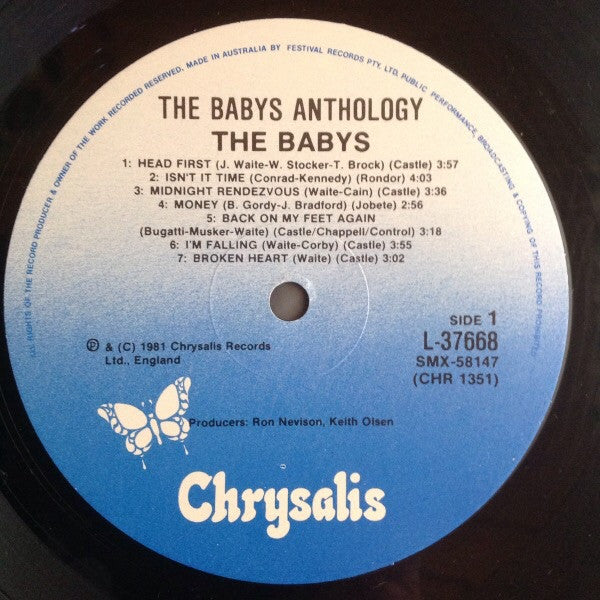 ALL RIGHTS OF THE RECORD PRODUCER & OWNER OF THE WORK RECORDED RESERVED. MADE IN AUSTRALIA BY FESTIVAL RECORDS PTY. LTD. PUBLIC PERFORMANCE, BROADCASTING & COPYING OF THIS RECORD PROHIBITED
THE BABYS ANTHOLOGY
THE BABYS
1: HEAD FIRST (J. Waite-W. Stocker-T. Brock) (Castle) 3:57
2: ISN'T IT TIME (Conrad-Kennedy) (Rondor) 4:03
3: MIDNIGHT RENDEZVOUS (Waite-Cain) (Castle) 3:36
4: MONEY (B. Gordy-J. Bradford) (Jobete) 2:56
5: BACK ON MY FEET AGAIN
(Bugatti-Musker-Waite) (Castle/Chappell/Control) 3:18
6: I'M FALLING (Waite-Corby) (Castle) 3:55
7: BROKEN HEART (Waite) (Castle) 3:02
SIDE 1
L-37668
SMX-58147
(CHR 1351)
℗ & (C) 1981 Chrysalis Records
Ltd., England
Producers: Ron Nevison, Keith Olsen
Chrysalis